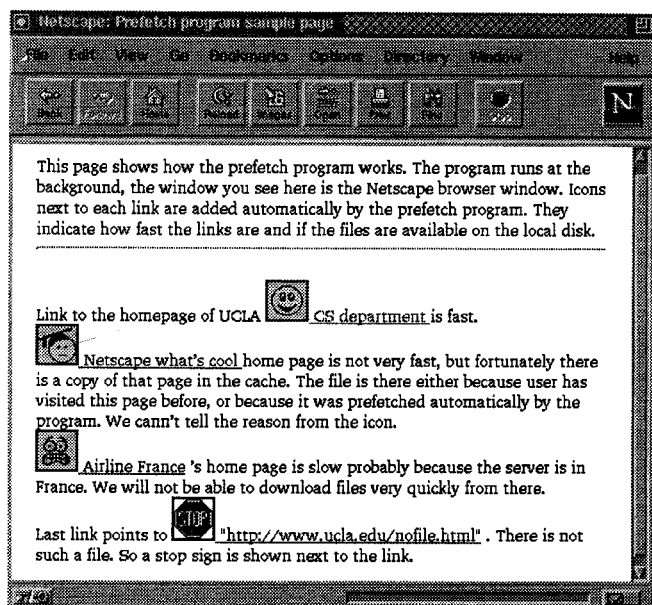 Netscape: Prefetch program sample page
File Edit View Go Bookmarks Options Directory Window Help
Back Forward Home Reload Images Open Print Find Stop
N
This page shows how the prefetch program works. The program runs at the
background, the window you see here is the Netscape browser window. Icons
next to each link are added automatically by the prefetch program. They
indicate how fast the links are and if the files are available on the local disk.
Link to the homepage of UCLA CS department is fast.
Netscape what's cool home page is not very fast, but fortunately there
is a copy of that page in the cache. The file is there either because user has
visited this page before, or because it was prefetched automatically by the
program. We cann't tell the reason from the icon.
Airline France 's home page is slow probably because the server is in
France. We will not be able to download files very quickly from there.
STOP
Last link points to "http://www.ucla.edu/nofile.html" . There is not
such a file. So a stop sign is shown next to the link.